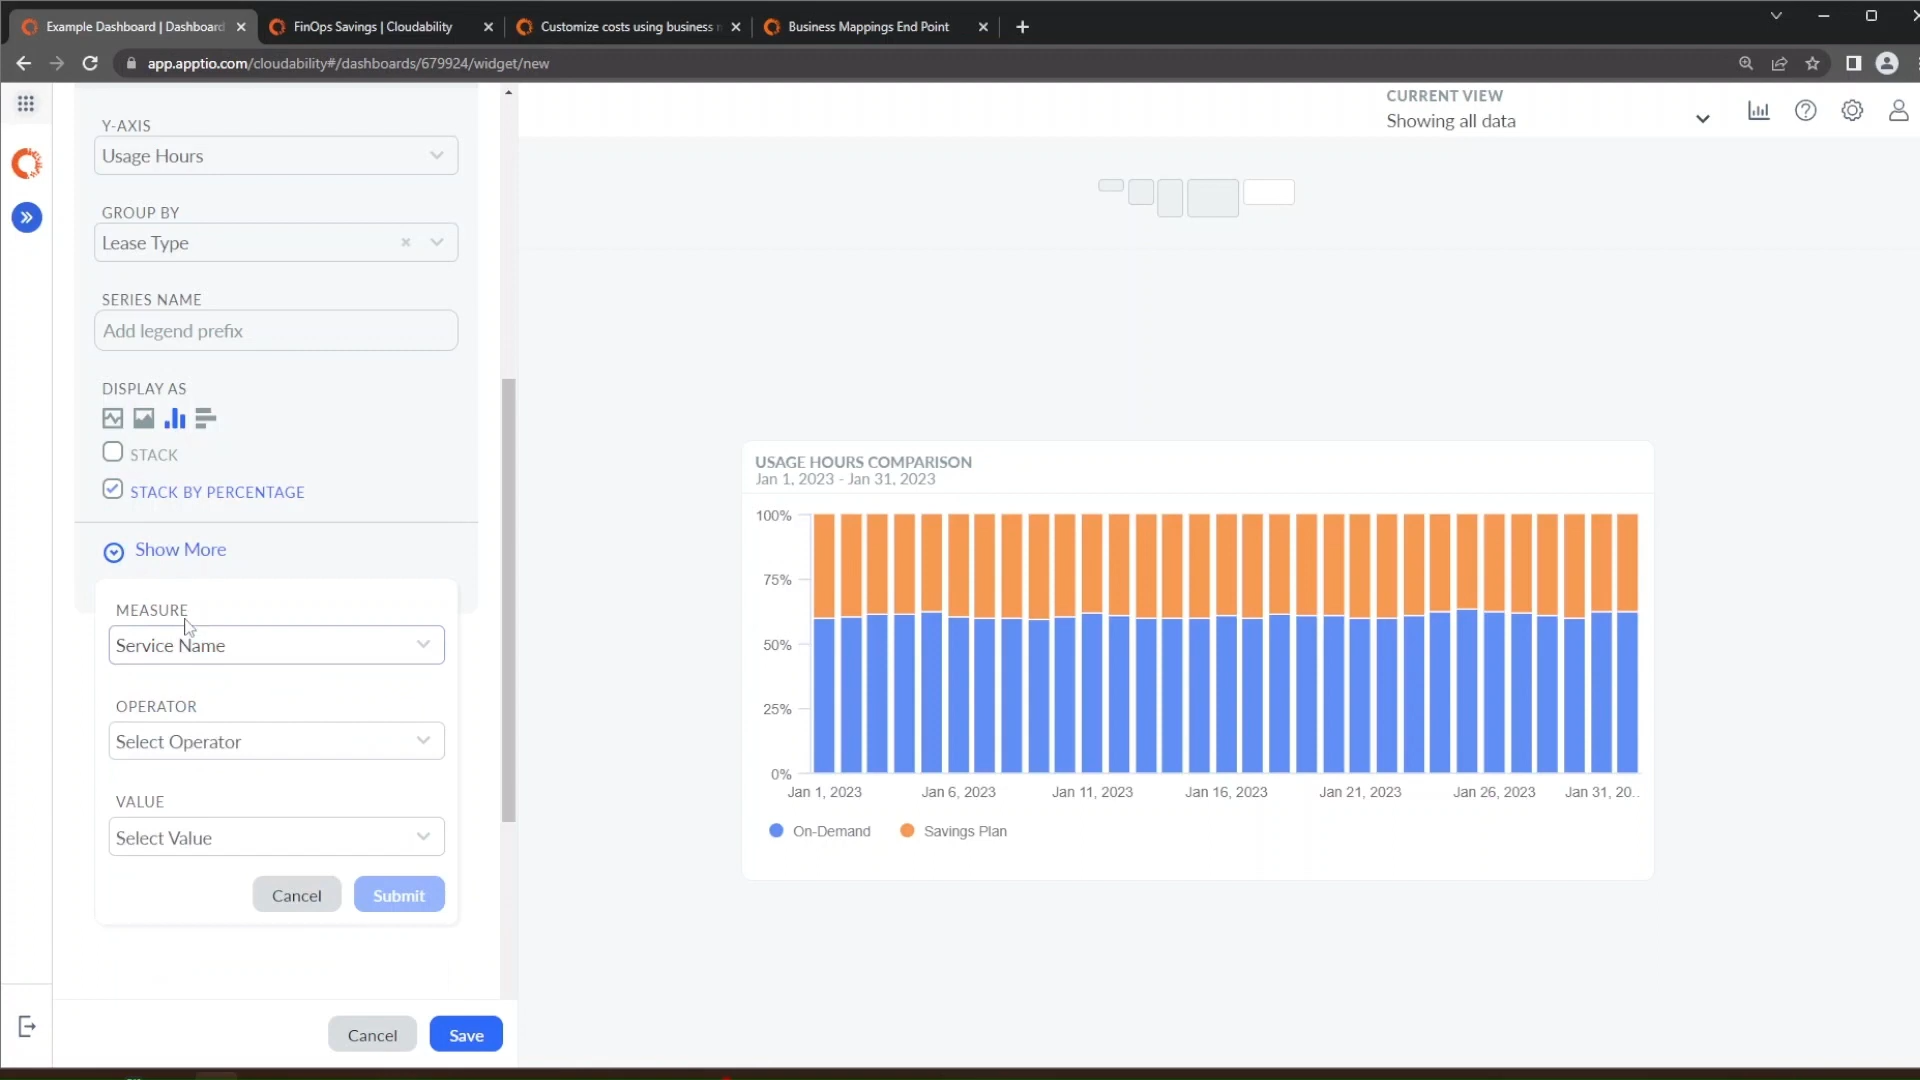 Example Dashboard | Dashboard
FinOps Savings | Cloudability
Customize costs using business
Business Mappings End Point
app.apptio.com/cloudability#/dashboards/679924/widget/new
CURRENT VIEW
Showing all data
Y-AXIS
Usage Hours
GROUP BY
Lease Type
SERIES NAME
Add legend prefix
DISPLAY AS
STACK
STACK BY PERCENTAGE
Show More
MEASURE
Service Name
OPERATOR
Select Operator
VALUE
Select Value
Cancel Submit
Cancel Save
USAGE HOURS COMPARISON
Jan 1, 2023 - Jan 31, 2023
100%
75%
50%
25%
0%
Jan 1, 2023 Jan 6, 2023 Jan 11, 2023 Jan 16, 2023 Jan 21, 2023 Jan 26, 2023 Jan 31, 20..
On-Demand Savings Plan